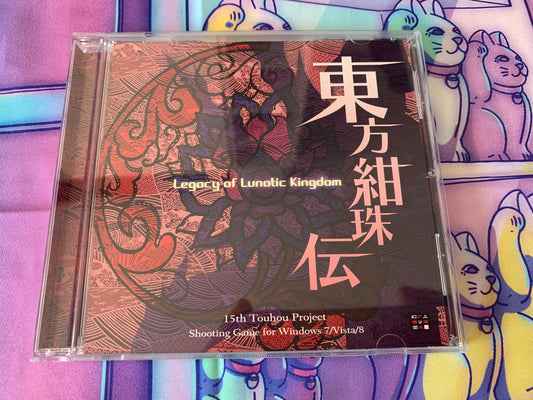 東方紺珠伝
Legacy of Lunatic Kingdom
15th Touhou Project
Shooting Game for Windows 7/Vista/8